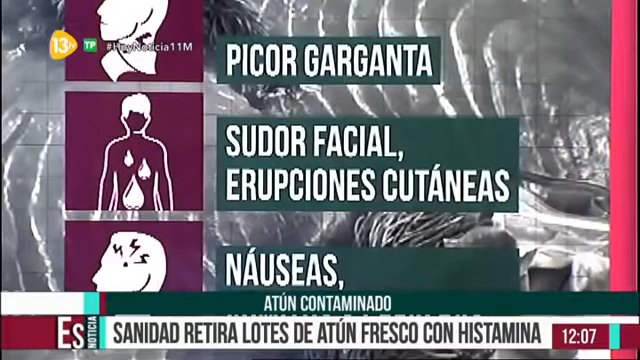 13tv TP #HoyNoticia11M
PICOR GARGANTA
SUDOR FACIAL,
ERUPCIONES CUTÁNEAS
NÁUSEAS,
ATÚN CONTAMINADO
Es NOTICIA
SANIDAD RETIRA LOTES DE ATÚN FRESCO CON HISTAMINA
12:07